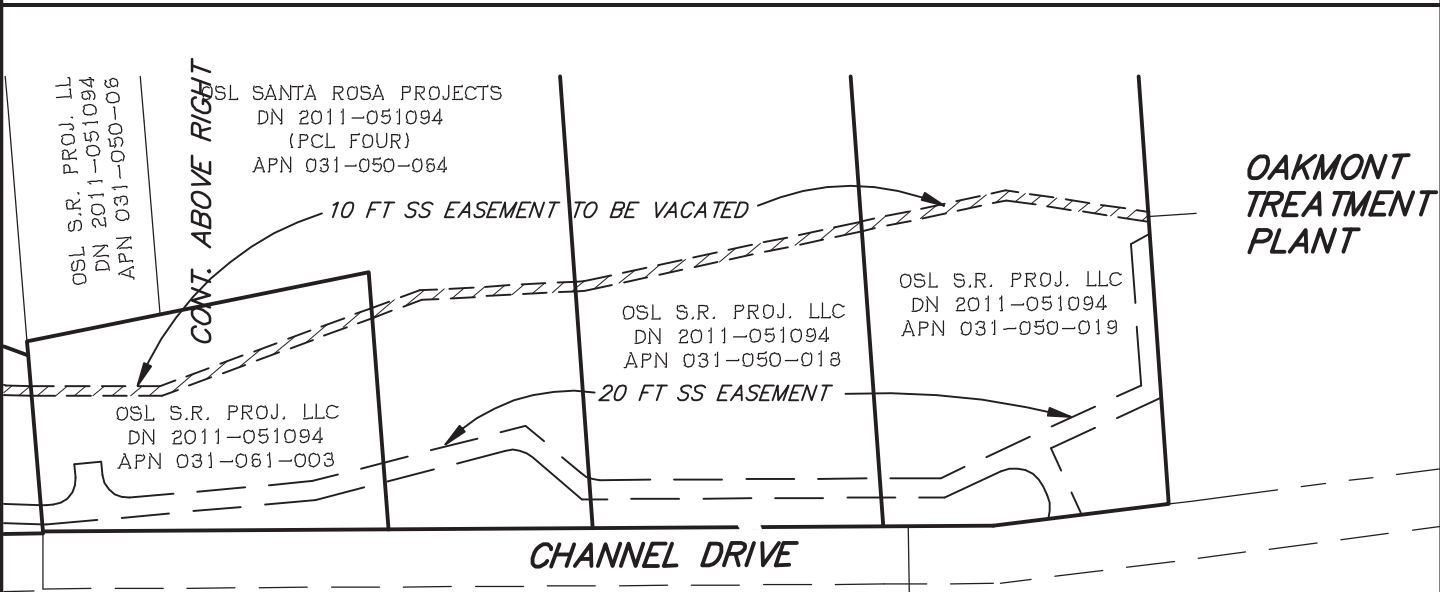 OSL S.R. PROJ. LL
DN 2011-051094
APN 031-050-06
CONT. ABOVE RIGHT
OSL SANTA ROSA PROJECTS
DN 2011-051094
(PCL FOUR)
APN 031-050-064
10 FT SS EASEMENT TO BE VACATED
OAKMONT
TREATMENT
PLANT
OSL S.R. PROJ. LLC
DN 2011-051094
APN 031-050-018
OSL S.R. PROJ. LLC
DN 2011-051094
APN 031-050-019
20 FT SS EASEMENT
OSL S.R. PROJ. LLC
DN 2011-051094
APN 031-061-003
CHANNEL DRIVE